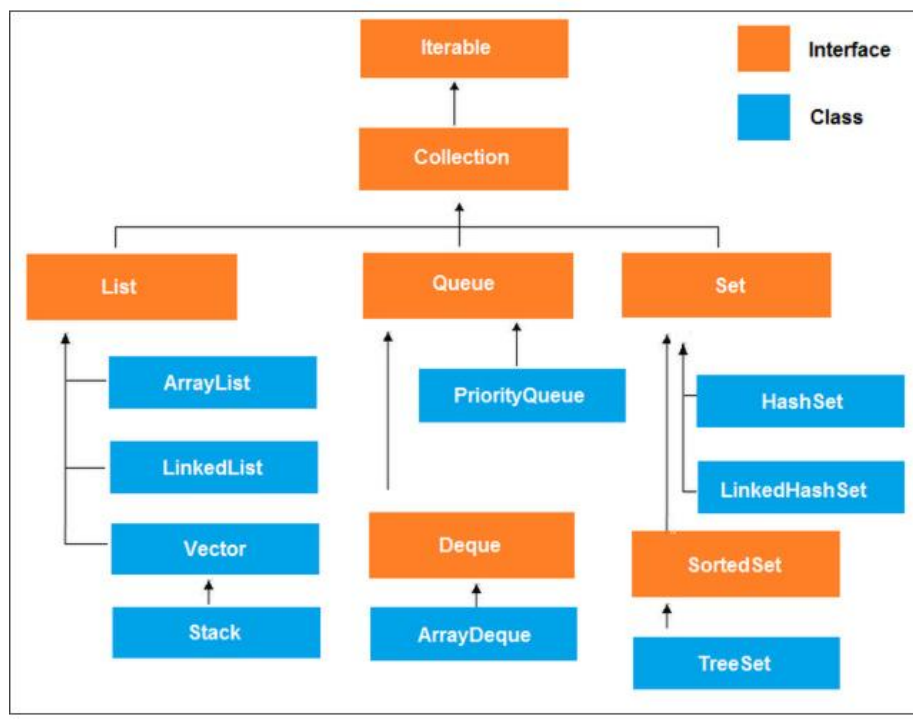 Iterable
Interface
Collection
Class
List
Queue
Set
ArrayList
PriorityQueue
HashSet
LinkedList
LinkedHashSet
Vector
Deque
SortedSet
Stack
ArrayDeque
TreeSet